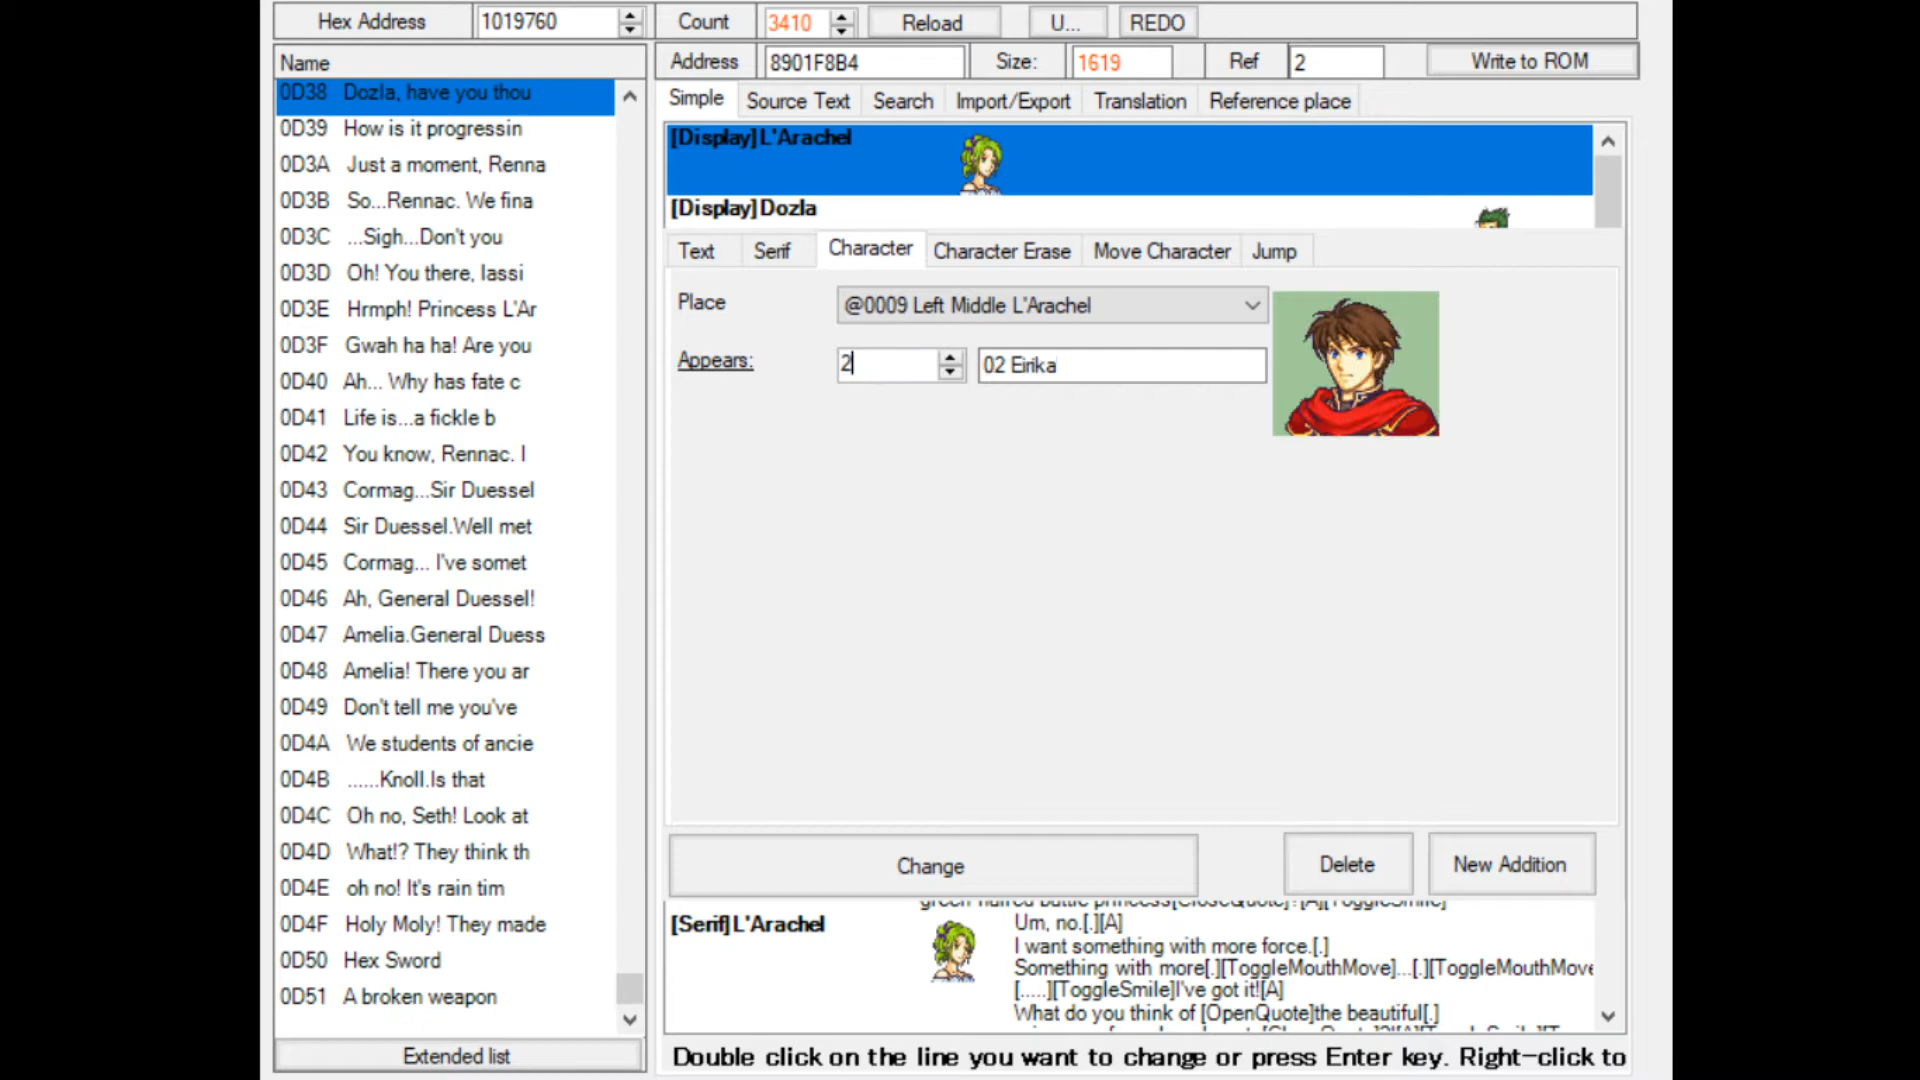 Hex Address 1019760 Count 3410 Reload U... REDO
Name Address 8901F8B4 Size: 1619 Ref 2 Write to ROM
0D38 Dozla, have you thou
0D39 How is it progressin
0D3A Just a moment, Renna
0D3B So...Rennac. We fina
0D3C ...Sigh...Don't you
0D3D Oh! You there, lassi
0D3E Hrmph! Princess L'Ar
0D3F Gwah ha ha! Are you
0D40 Ah... Why has fate c
0D41 Life is...a fickle b
0D42 You know, Rennac. I
0D43 Cormag...Sir Duessel
0D44 Sir Duessel.Well met
0D45 Cormag... I've somet
0D46 Ah, General Duessel!
0D47 Amelia.General Duess
0D48 Amelia! There you ar
0D49 Don't tell me you've
0D4A We students of ancie
0D4B ......Knoll.Is that
0D4C Oh no, Seth! Look at
0D4D What!? They think th
0D4E oh no! It's rain tim
0D4F Holy Moly! They made
0D50 Hex Sword
0D51 A broken weapon
Extended list
Simple Source Text Search Import/Export Translation Reference place
[Display]L'Arachel
[Display]Dozla
Text Serif Character Character Erase Move Character Jump
Place @0009 Left Middle L'Arachel
Appears: 2 02 Eirika
Change Delete New Addition
green haired battle princess[CloseQuote]?[A][ToggleSmile]
[Serif]L'Arachel
Um, no.[.][A]
I want something with more force.[.]
Something with more[.][ToggleMouthMove]...[.][ToggleMouthMove
[.....][ToggleSmile]I've got it![A]
What do you think of [OpenQuote]the beautiful[.]
Double click on the line you want to change or press Enter key. Right-click to